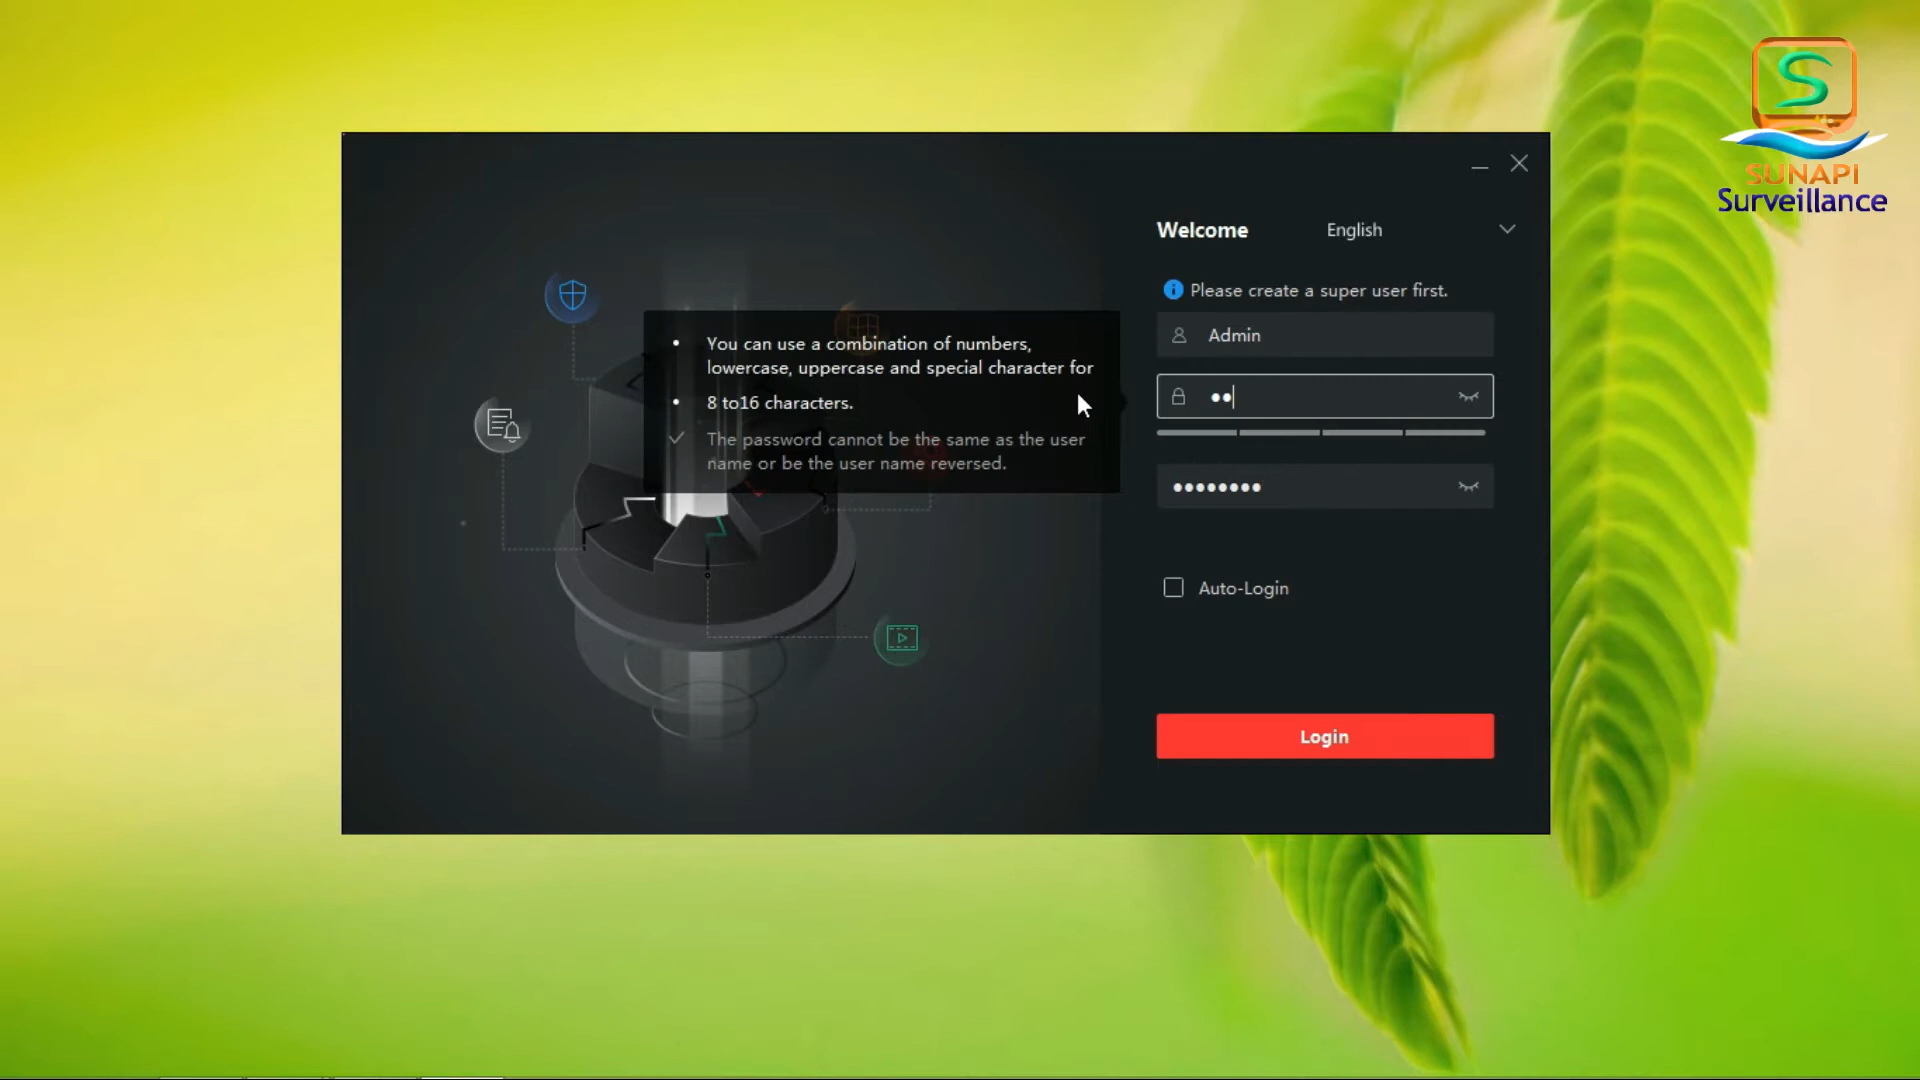 S
SUNAPI
Surveillance
Welcome
English
Please create a super user first.
Admin
You can use a combination of numbers,
lowercase, uppercase and special character for
8 to16 characters.
The password cannot be the same as the user
name or be the user name reversed.
Auto-Login
Login